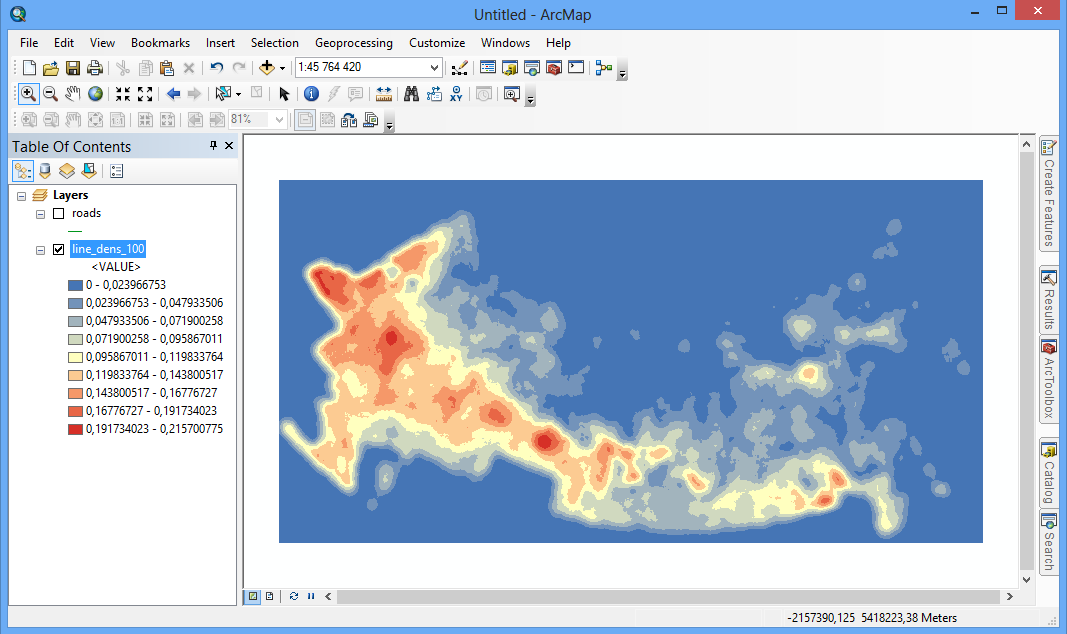 Untitled - ArcMap
File Edit View Bookmarks Insert Selection Geoprocessing Customize Windows Help
1:45 764 420
81%
Table Of Contents
Layers
roads
line_dens_100
<VALUE>
0 - 0,023966753
0,023966753 - 0,047933506
0,047933506 - 0,071900258
0,071900258 - 0,095867011
0,095867011 - 0,119833764
0,119833764 - 0,143800517
0,143800517 - 0,16776727
0,16776727 - 0,191734023
0,191734023 - 0,215700775
Create Features
Results
ArcToolbox
Catalog
Search
-2157390,125 5418223,38 Meters